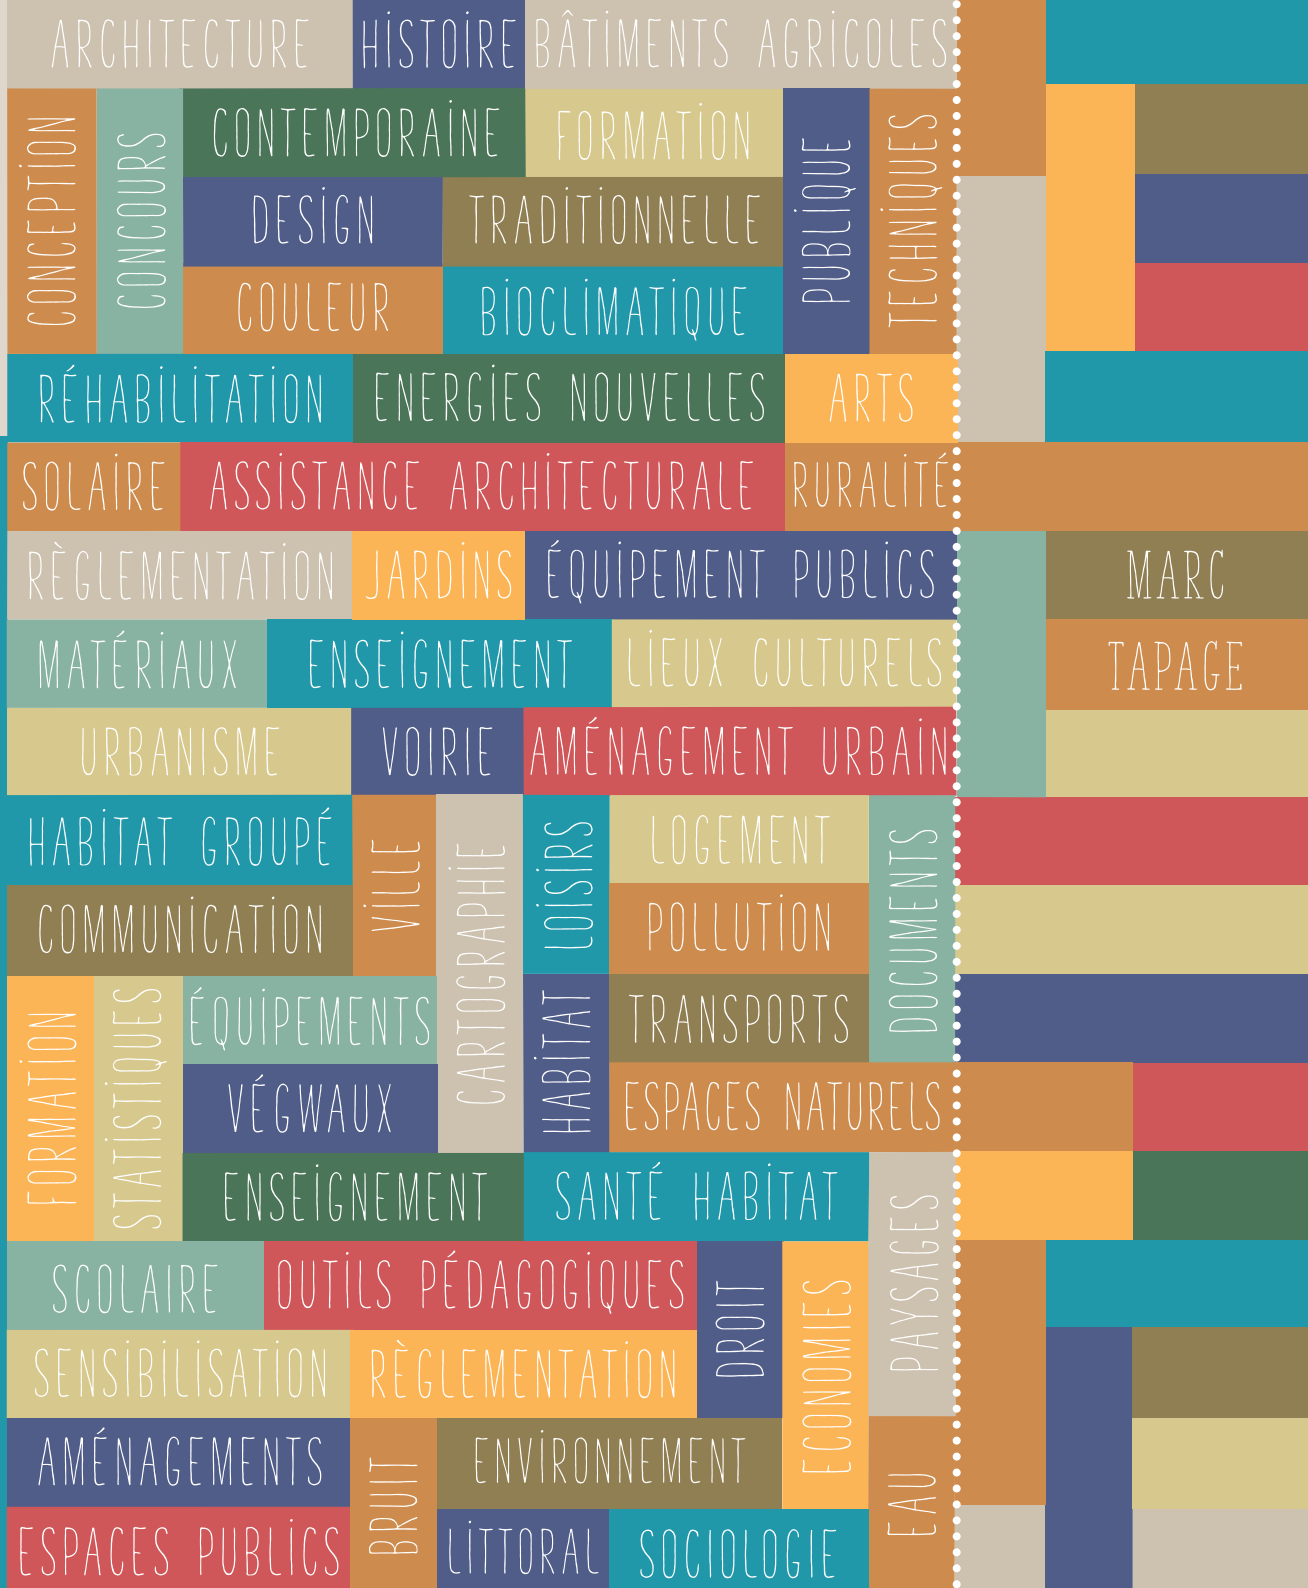 ARCHITECTURE
HISTOIRE
BÂTIMENTS AGRICOLES
CONCEPTION
CONCOURS
CONTEMPORAINE
FORMATION
PUBLIQUE
TECHNIQUES
DESIGN
TRADITIONNELLE
COULEUR
BIOCLIMATIQUE
RÉHABILITATION
ENERGIES NOUVELLES
ARTS
SOLAIRE
ASSISTANCE ARCHITECTURALE
RURALITÉ
RÈGLEMENTATION
JARDINS
ÉQUIPEMENT PUBLICS
MARC
MATÉRIAUX
ENSEIGNEMENT
LIEUX CULTURELS
TAPAGE
URBANISME
VOIRIE
AMÉNAGEMENT URBAIN
HABITAT GROUPÉ
VILLE
CARTOGRAPHIE
LOISIRS
LOGEMENT
DOCUMENTS
COMMUNICATION
POLLUTION
FORMATION
STATISTIQUES
ÉQUIPEMENTS
HABITAT
TRANSPORTS
VÉGWAUX
ESPACES NATURELS
ENSEIGNEMENT
SANTÉ HABITAT
PAYSAGES
SCOLAIRE
OUTILS PÉDAGOGIQUES
DROIT
ECONOMIES
SENSIBILISATION
RÈGLEMENTATION
AMÉNAGEMENTS
BRUIT
ENVIRONNEMENT
EAU
ESPACES PUBLICS
LITTORAL
SOCIOLOGIE